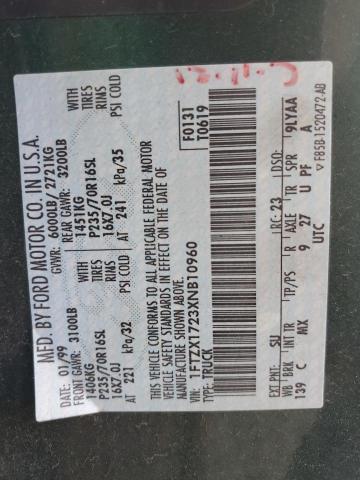 MFD. BY FORD MOTOR CO. IN U.S.A.
DATE: 01/99 GVWR: 6000LB/ 2721KG
FRONT GAWR: 3100LB REAR GAWR: 3200LB
1406KG WITH 1451KG WITH
P235/70R16SL TIRES P235/70R16SL TIRES
16X7.0J RIMS 16X7.0J RIMS
AT 221 kPa/32 PSI COLD AT 241 kPa/35 PSI COLD
THIS VEHICLE CONFORMS TO ALL APPLICABLE FEDERAL MOTOR
VEHICLE SAFETY STANDARDS IN EFFECT ON THE DATE OF
MANUFACTURE SHOWN ABOVE.
VIN: 1FTZX1723XNB10960 F0131
TYPE: TRUCK T0619
EXT PNT: SU RC: 23 DSO:
WB BRK INT TR TP/PS R AXLE TR SPR 19LYAA
139 C MX 9 27 U PF A
UTC
▽ F85B-1520472-AB